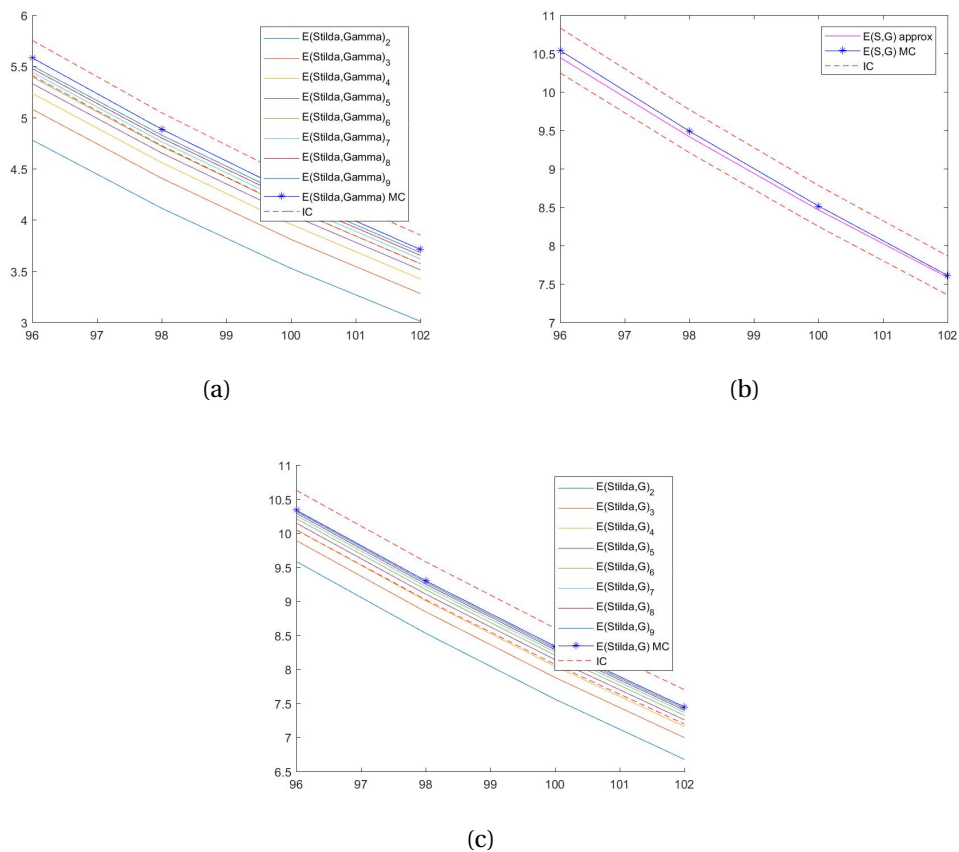 6
5.5
5
4.5
4
3.5
3
96 97 98 99 100 101 102
E(Stilda,Gamma)2
E(Stilda,Gamma)3
E(Stilda,Gamma)4
E(Stilda,Gamma)5
E(Stilda,Gamma)6
E(Stilda,Gamma)7
E(Stilda,Gamma)8
E(Stilda,Gamma)9
E(Stilda,Gamma) MC
IC
(a)
11
10.5
10
9.5
9
8.5
8
7.5
7
96 97 98 99 100 101 102
E(S,G) approx
E(S,G) MC
IC
(b)
11
10.5
10
9.5
9
8.5
8
7.5
7
6.5
96 97 98 99 100 101 102
E(Stilda,G)2
E(Stilda,G)3
E(Stilda,G)4
E(Stilda,G)5
E(Stilda,G)6
E(Stilda,G)7
E(Stilda,G)8
E(Stilda,G)9
E(Stilda,G) MC
IC
(c)